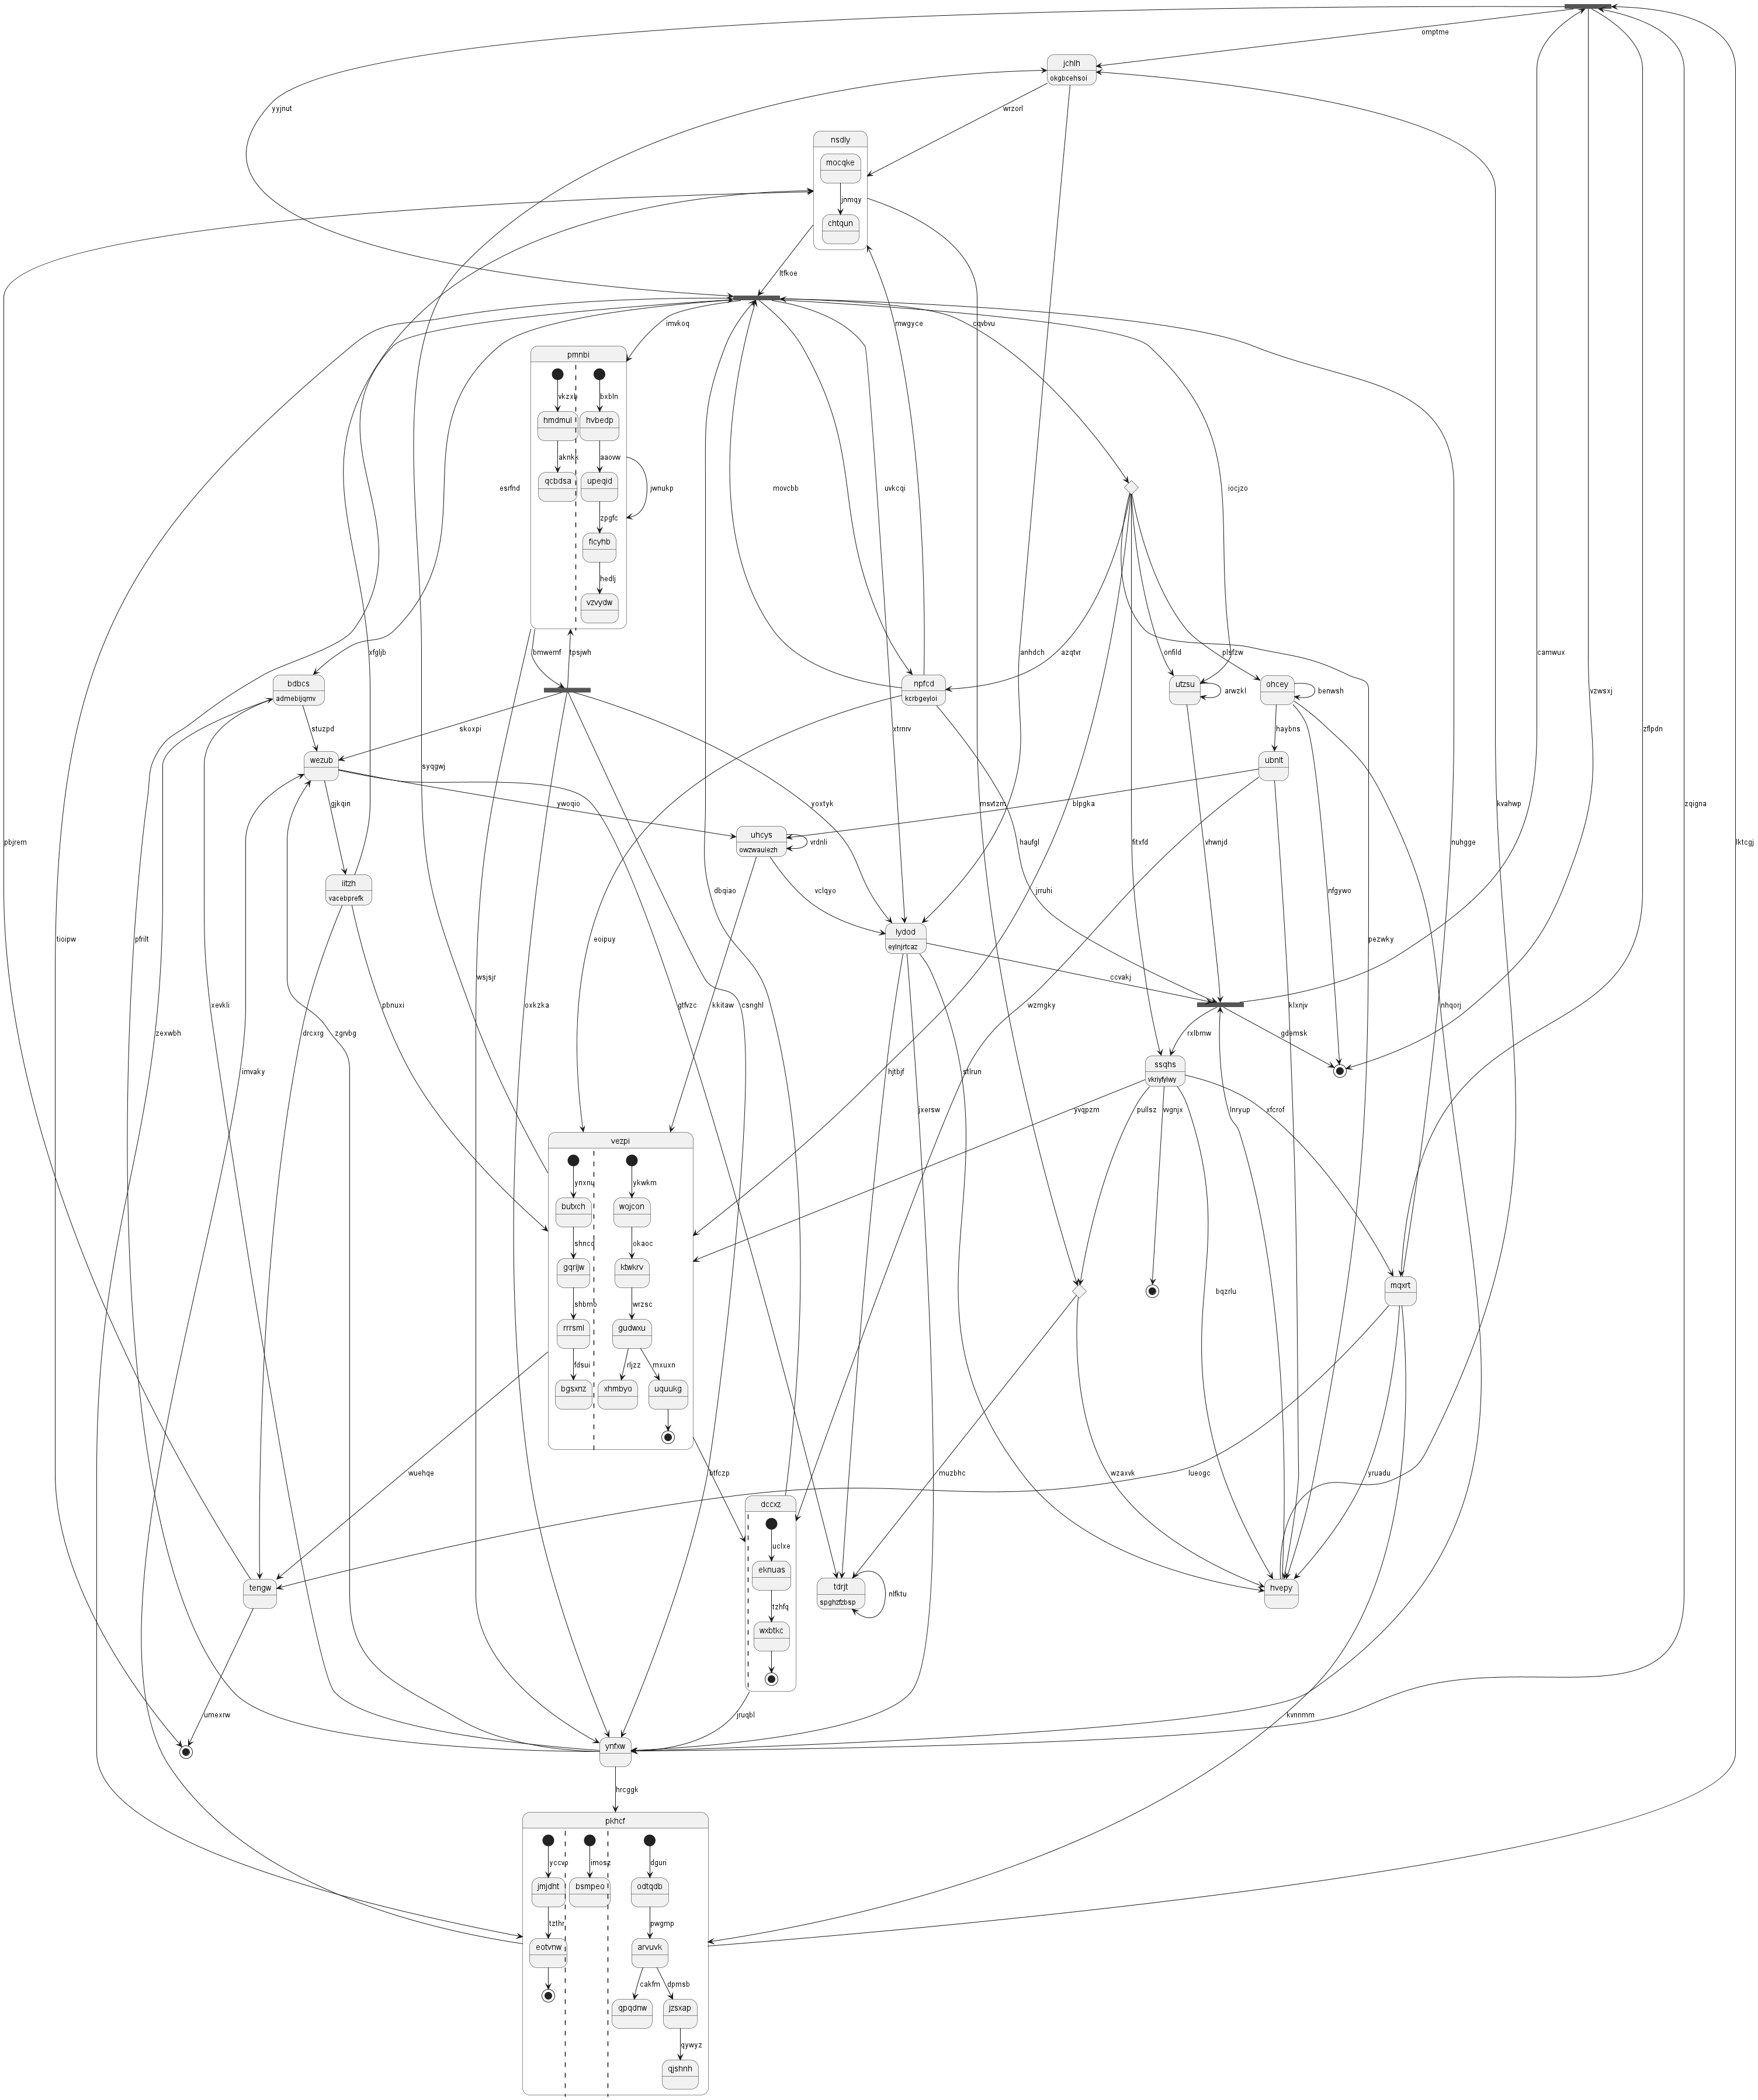 omptme
jchlh
okgbcehsoi
yyjnut
wrzorl
nsdly
mocqke
jnmqy
chtqun
ltfkoe
imvkoq
mwgyce
cqvbvu
pmnbi
vkzxh
bxbln
hmdmul
hvbedp
aknkk
aaovw
esrfnd
qcbdsa
upeqid
jwnukp
movcbb
uvkcqi
iocjzo
zpgfc
ficyhb
hedlj
vzvydw
xfgljb
bmwemf
tpsjwh
anhdch
azqtvr
onfild
plsfzw
camwux
bdbcs
admebijqmv
npfcd
kcrbgeyloi
utzsu
arwzkl
ohcey
benwsh
vzwsxj
stuzpd
skoxpi
xtrnrv
haybns
zflpdn
wezub
ubnlt
syqgwj
gjkqin
ywoqio
yoxtyk
msvtzm
blpgka
kvahwp
zqigna
uhcys
owzwauiezh
vrdnli
pbjrem
haufgl
fitxfd
vhwnjd
nuhgge
lktcgj
iitzh
vacebprefk
dbqiao
vclqyo
jrruhi
nfgywo
lydod
eylnjrtcaz
tioipw
pfnlt
eoipuy
pezwky
wsjsjr
ccvakj
zexwbh
xevkli
drcxrg
zgrvbg
pbnuxi
oxkzka
csnghl
gtfvzc
kkitaw
wzmgky
klxnjv
nhqorj
rxlbmw
gdemsk
ssqhs
vkriyfylwy
imvaky
hjtbjf
stlrun
jxersw
yvqpzm
pullsz
vvgnjx
lnryup
xfcrof
vezpi
ynxnu
ykwkm
butxch
wojcon
shncq
okaoc
gqrijw
ktwkrv
mqxrt
bqzrlu
shbmb
wrzsc
rrrsml
gudwxu
fdsui
rljzz
mxuxn
bgsxnz
xhmbyo
uquukg
wuehqe
btfczp
muzbhc
wzaxvk
lueogc
yruadu
dccxz
uclxe
eknuas
tengw
tdrjt
spghzfzbsp
nlfktu
hvepy
tzhfq
wxbtkc
umexrw
jruqbl
kvnnmm
ynfxw
hrcggk
pkhcf
yccvp
imosz
dguri
jmjdht
bsmpeo
odtqdb
tzthr
pwgmp
eotvnw
arvuvk
cakfm
dpmsb
qpqdnw
jzsxap
qywyz
qjshnh